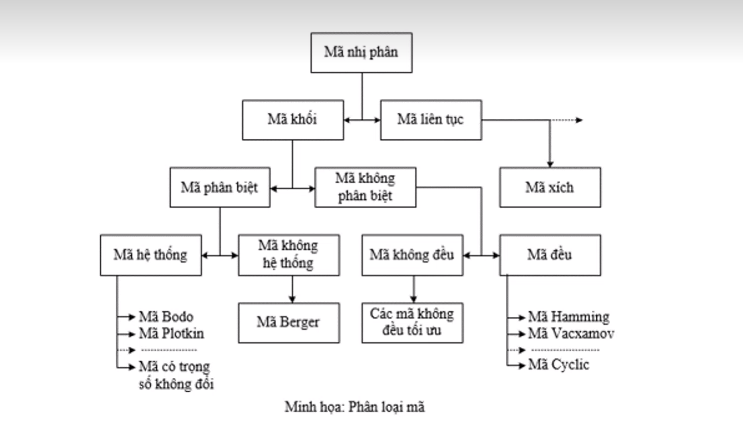 Mã nhị phân
Mã khối
Mã liên tục
Mã phân biệt
Mã không
phân biệt
Mã xích
Mã hệ thống
Mã không
hệ thống
Mã không đều
Mã đều
Mã Bodo
Mã Plotkin
Mã có trọng
số không đổi
Mã Berger
Các mã không
đều tối ưu
Mã Hamming
Mã Vacxamov
Mã Cyclic
Minh họa: Phân loại mã